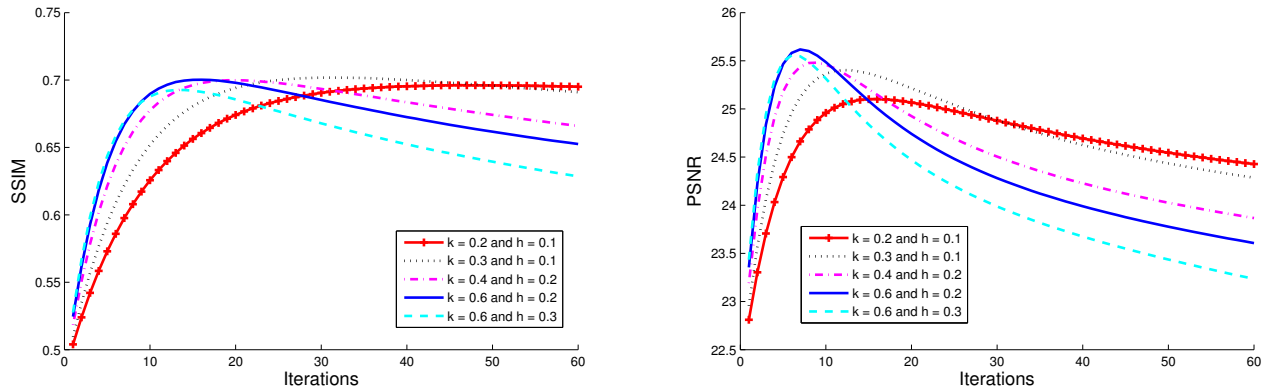 0.75
0.7
0.65
0.6
0.55
0.5
SSIM
0
10
20
30
40
50
60
Iterations
k = 0.2 and h = 0.1
k = 0.3 and h = 0.1
k = 0.4 and h = 0.2
k = 0.6 and h = 0.2
k = 0.6 and h = 0.3
26
25.5
25
24.5
24
23.5
23
22.5
PSNR
0
10
20
30
40
50
60
Iterations
k = 0.2 and h = 0.1
k = 0.3 and h = 0.1
k = 0.4 and h = 0.2
k = 0.6 and h = 0.2
k = 0.6 and h = 0.3